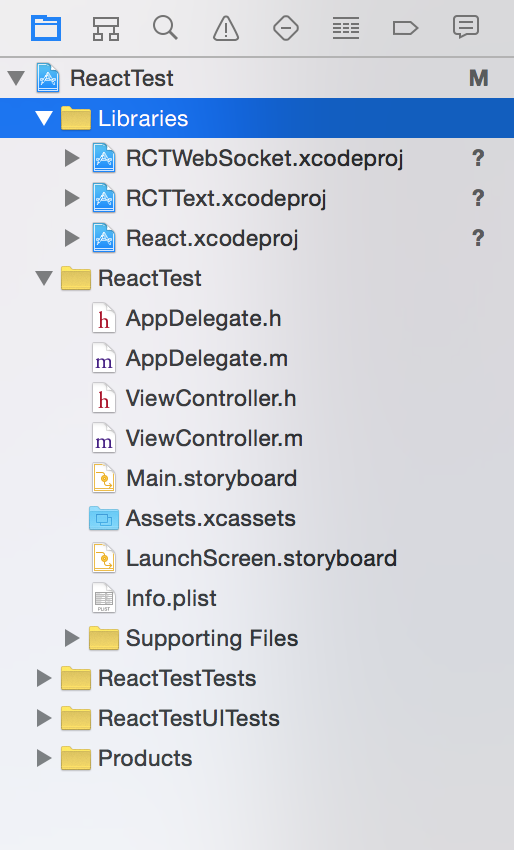 ReactTest M
Libraries
RCTWebSocket.xcodeproj ?
RCTText.xcodeproj ?
React.xcodeproj ?
ReactTest
h AppDelegate.h
m AppDelegate.m
h ViewController.h
m ViewController.m
Main.storyboard
Assets.xcassets
LaunchScreen.storyboard
PLIST Info.plist
Supporting Files
ReactTestTests
ReactTestUITests
Products